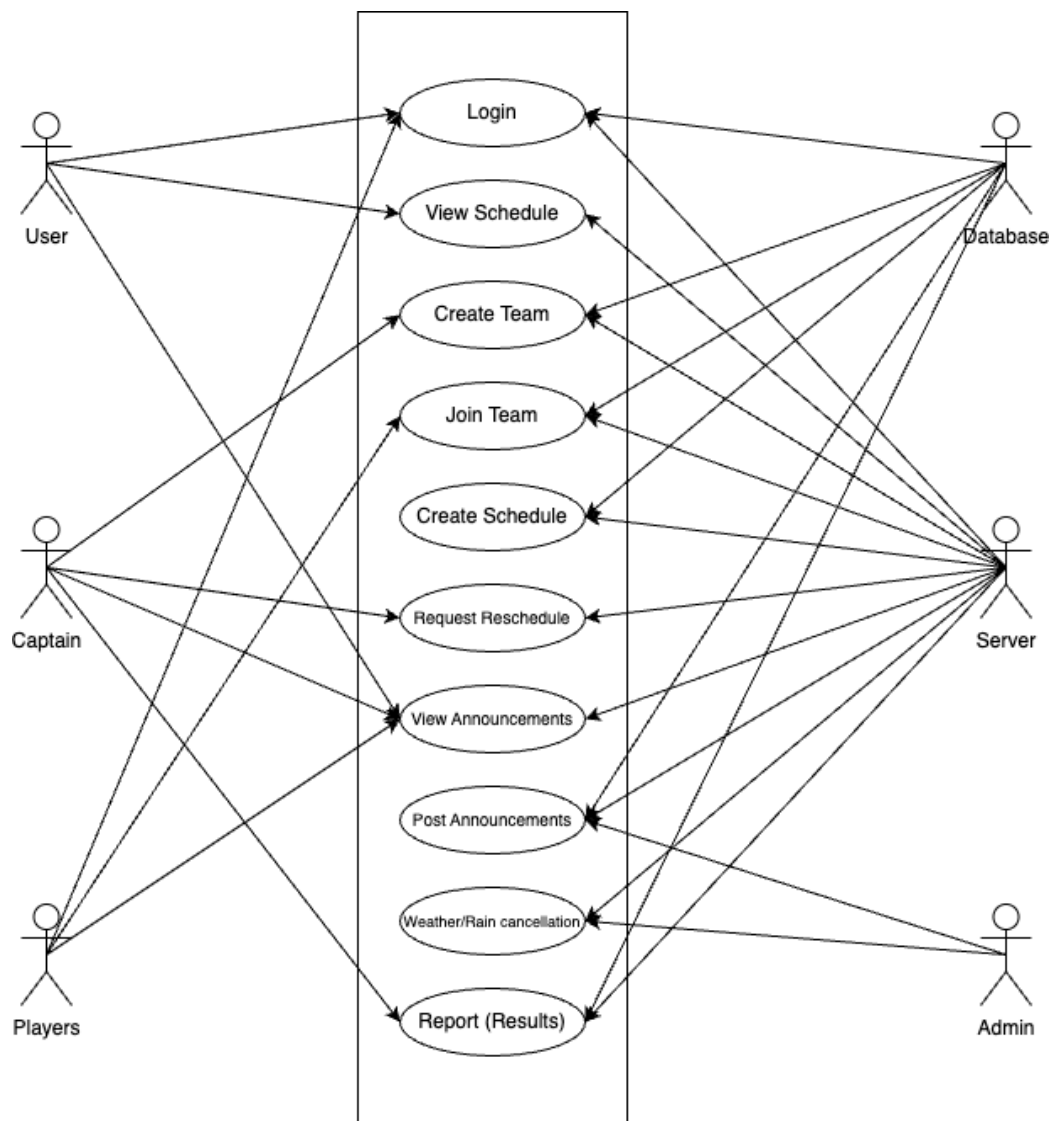 Login
User
View Schedule
Database
Create Team
Join Team
Create Schedule
Captain
Request Reschedule
Server
View Announcements
Post Announcements
Weather/Rain cancellation
Players
Report (Results)
Admin